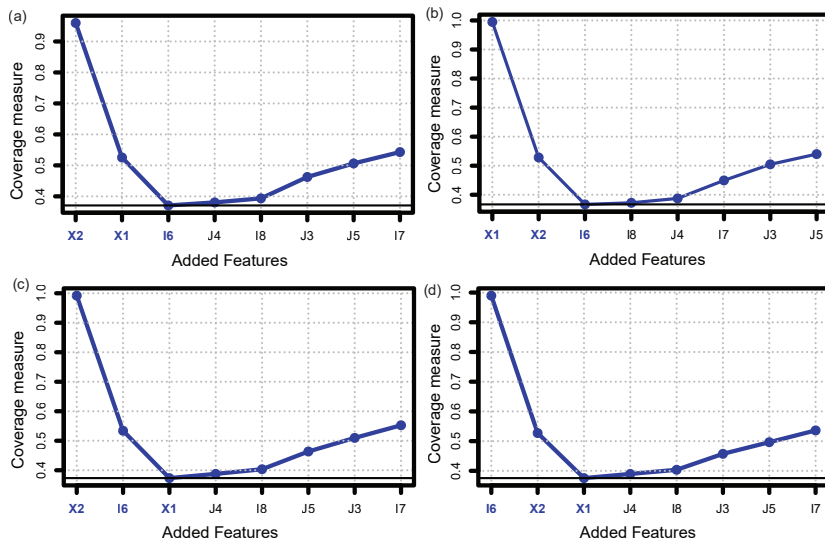 (a)
Coverage measure
0.9
0.8
0.7
0.6
0.5
0.4
X2 X1 I6 J4 I8 J3 J5 I7
Added Features
(b)
Coverage measure
1.0
0.9
0.8
0.7
0.6
0.5
0.4
X1 X2 I6 I8 J4 I7 J3 J5
Added Features
(c)
Coverage measure
1.0
0.9
0.8
0.7
0.6
0.5
0.4
X2 I6 X1 J4 I8 J5 J3 I7
Added Features
(d)
Coverage measure
1.0
0.9
0.8
0.7
0.6
0.5
0.4
I6 X2 X1 J4 I8 J3 J5 I7
Added Features